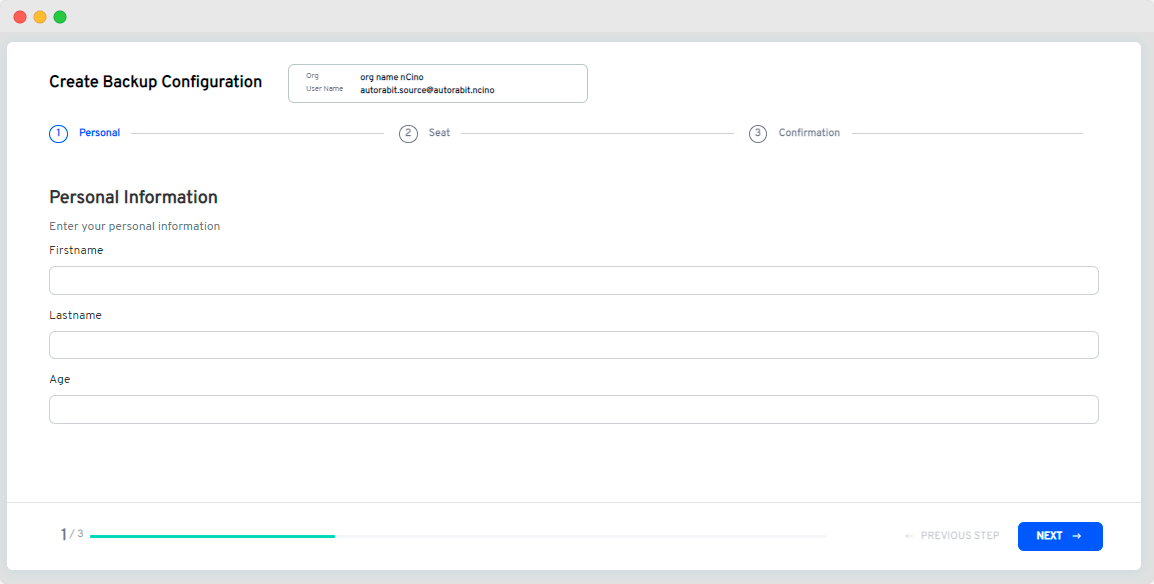 Create Backup Configuration
Org org name nCino
User Name autorabit.source@autorabit.ncino
1 Personal 2 Seat 3 Confirmation
Personal Information
Enter your personal information
Firstname
Lastname
Age
1 / 3 ← PREVIOUS STEP NEXT →